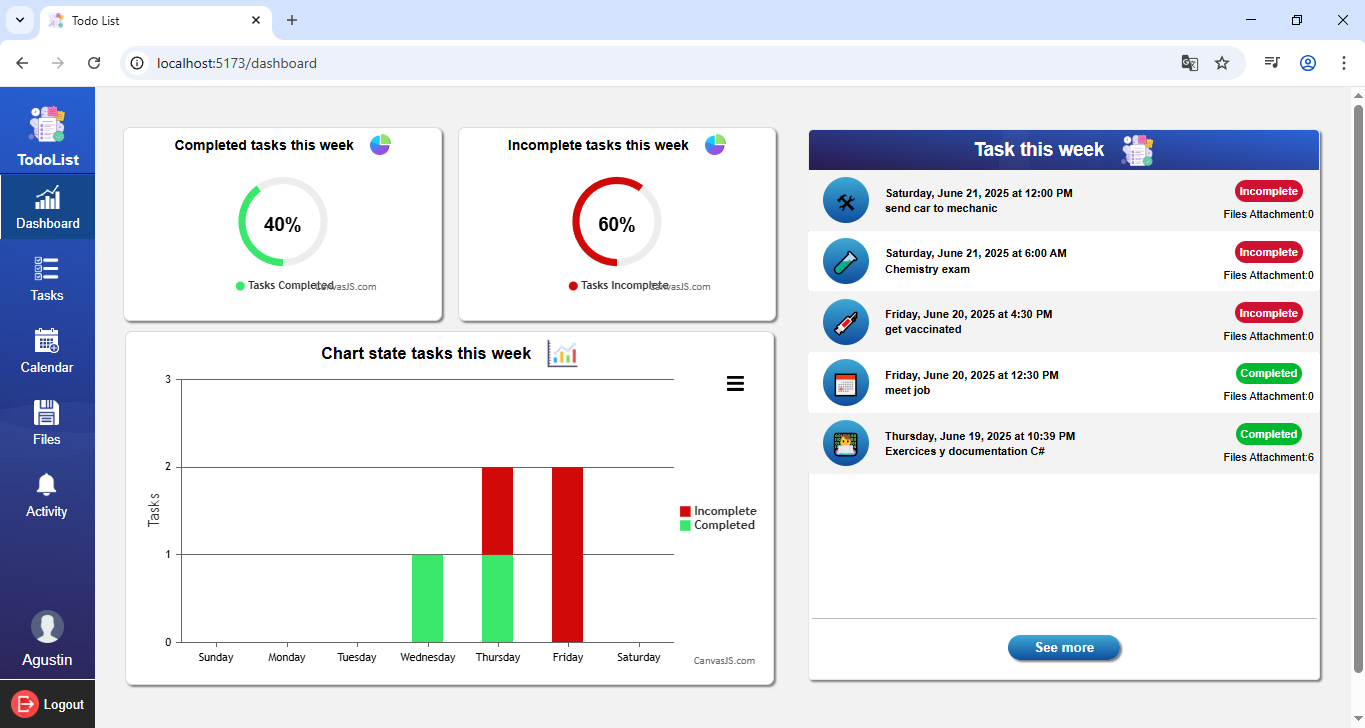 Todo List
localhost:5173/dashboard
TodoList
Dashboard
Tasks
Calendar
Files
Activity
Agustin
Logout
Completed tasks this week
40%
Tasks Completed
CanvasJS.com
Incomplete tasks this week
60%
Tasks Incomplete
CanvasJS.com
Chart state tasks this week
3
2
1
0
Tasks
Sunday Monday Tuesday Wednesday Thursday Friday Saturday
Incomplete
Completed
CanvasJS.com
Task this week
Saturday, June 21, 2025 at 12:00 PM
send car to mechanic
Incomplete
Files Attachment:0
Saturday, June 21, 2025 at 6:00 AM
Chemistry exam
Incomplete
Files Attachment:0
Friday, June 20, 2025 at 4:30 PM
get vaccinated
Incomplete
Files Attachment:0
Friday, June 20, 2025 at 12:30 PM
meet job
Completed
Files Attachment:0
Thursday, June 19, 2025 at 10:39 PM
Exercices y documentation C#
Completed
Files Attachment:6
See more